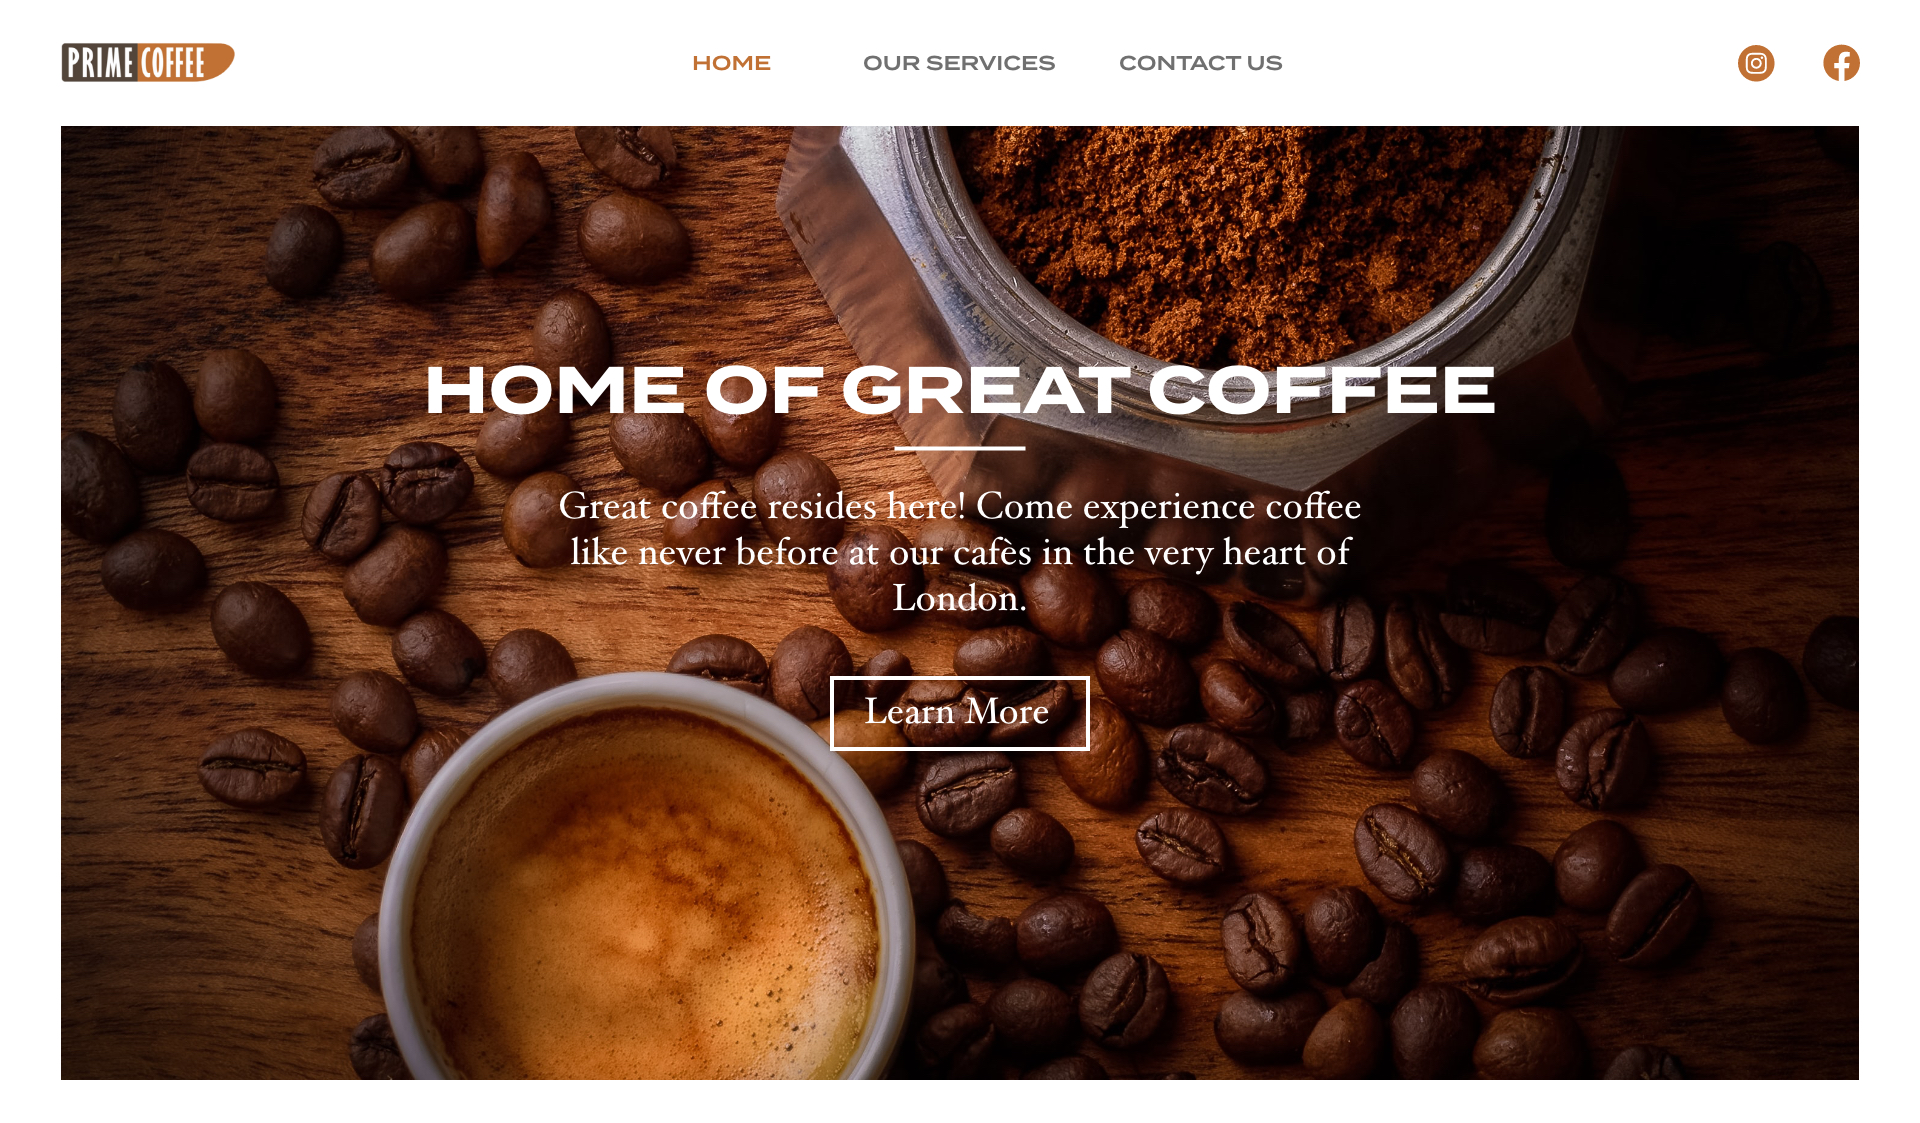 PRIME COFFEE
HOME
OUR SERVICES
CONTACT US
HOME OF GREAT COFFEE
Great coffee resides here! Come experience coffee
like never before at our cafès in the very heart of
London.
Learn More